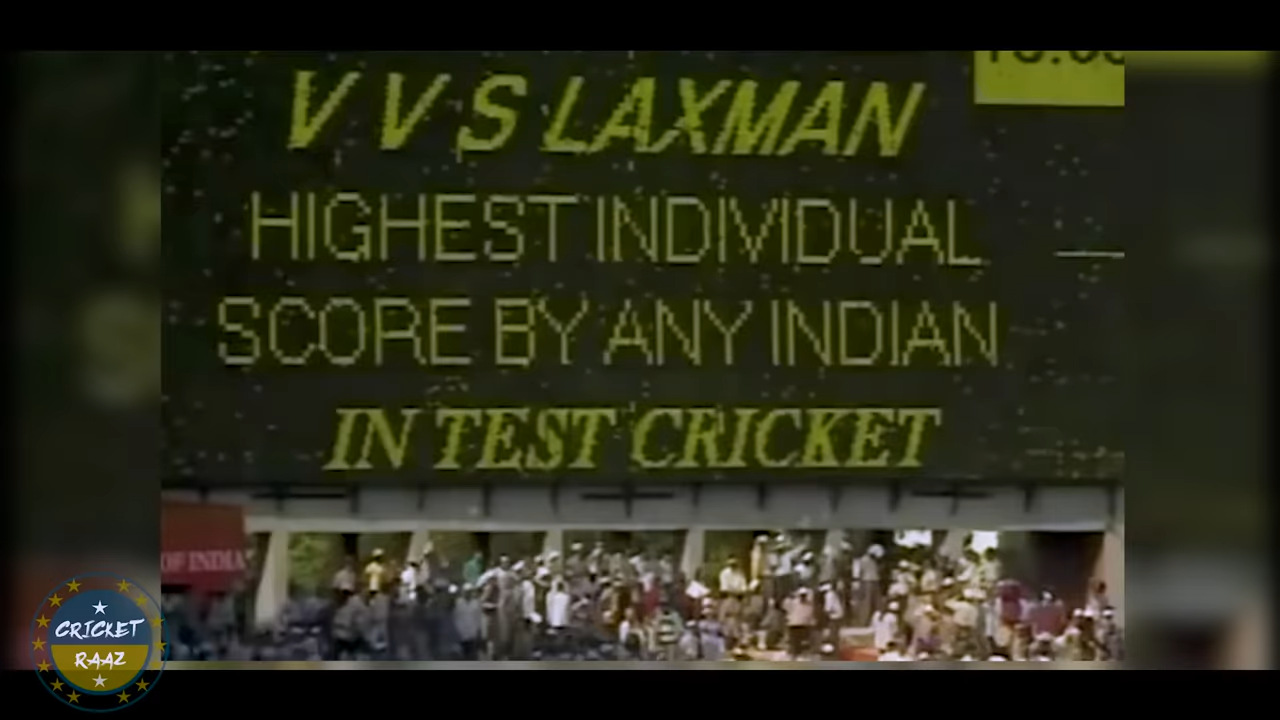 V V S LAXMAN
HIGHEST INDIVIDUAL
SCORE BY ANY INDIAN
IN TEST CRICKET
OF INDIA
CRICKET
RAAZ